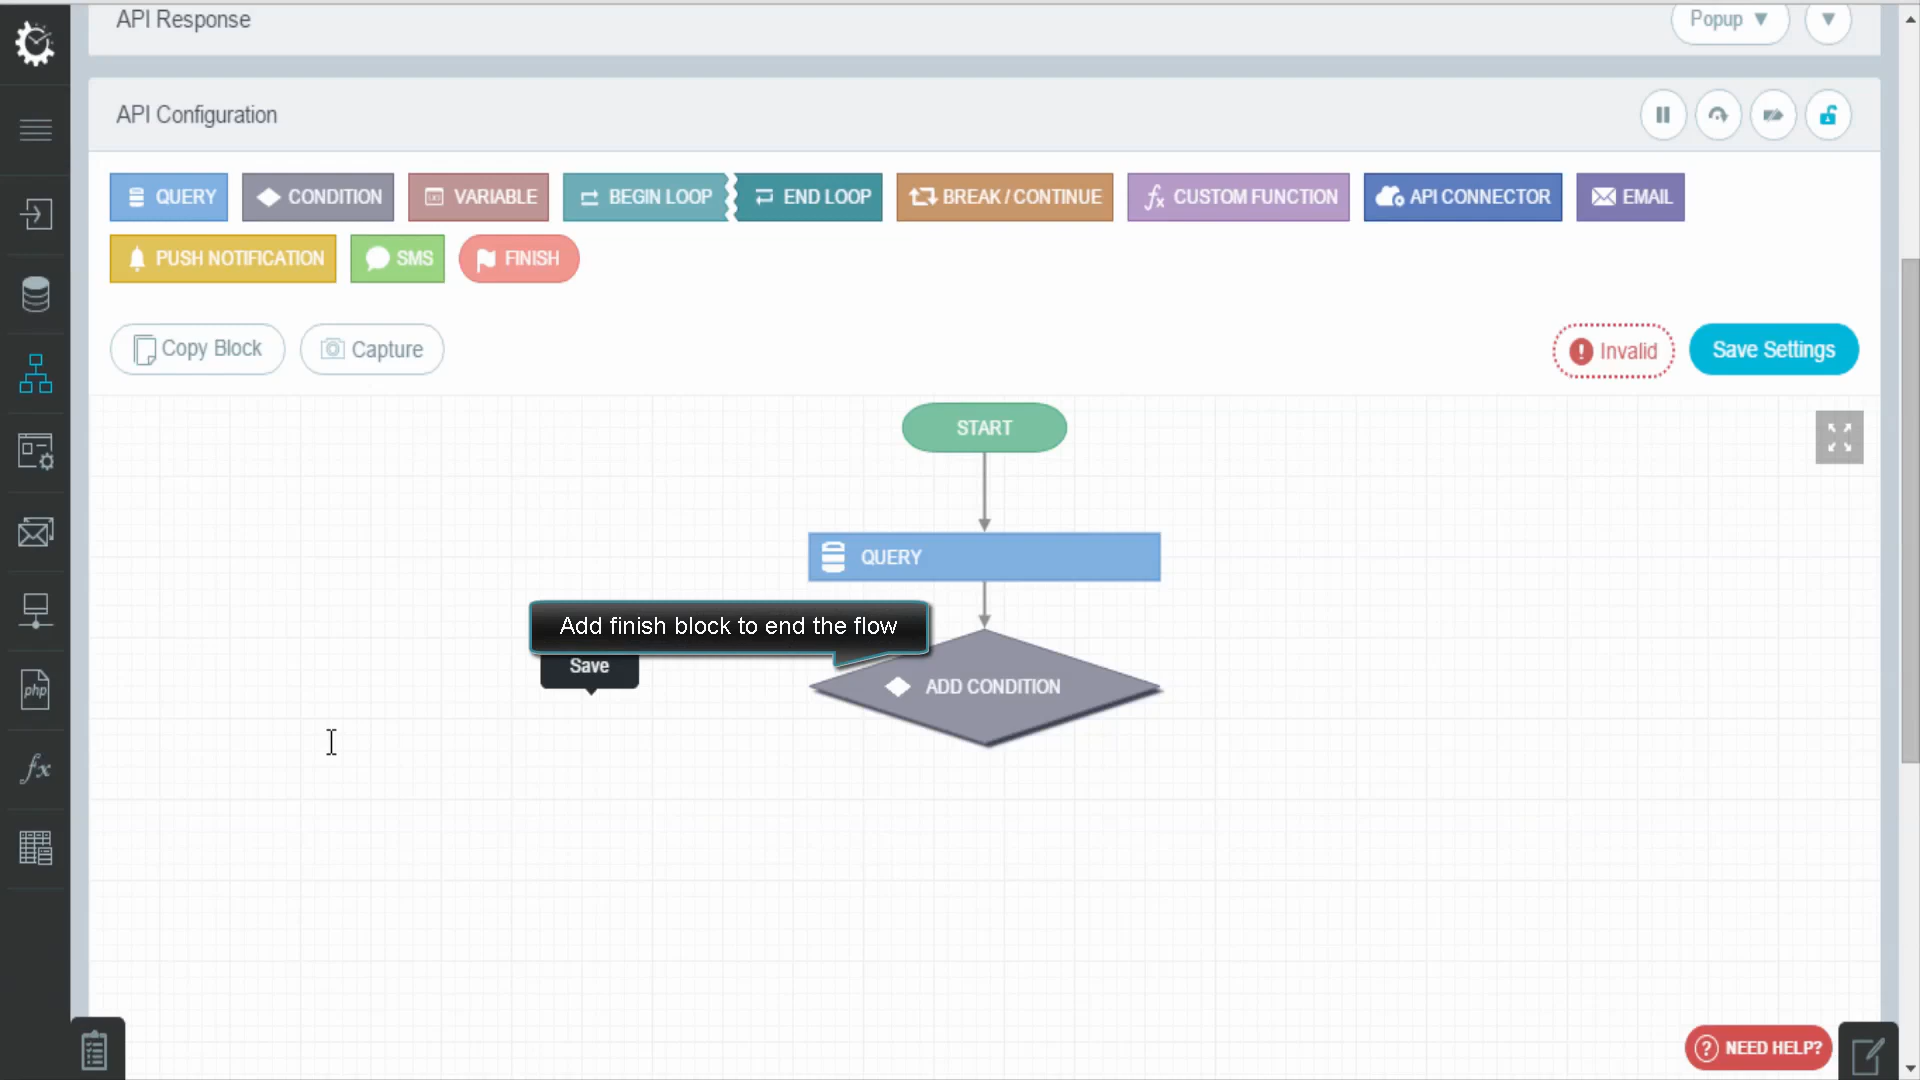 API Response
Popup ▼
▼
API Configuration
QUERY
CONDITION
VARIABLE
BEGIN LOOP
END LOOP
BREAK / CONTINUE
fx CUSTOM FUNCTION
API CONNECTOR
EMAIL
PUSH NOTIFICATION
SMS
FINISH
Copy Block
Capture
! Invalid
Save Settings
START
QUERY
Add finish block to end the flow
Save
ADD CONDITION
php
fx
? NEED HELP?